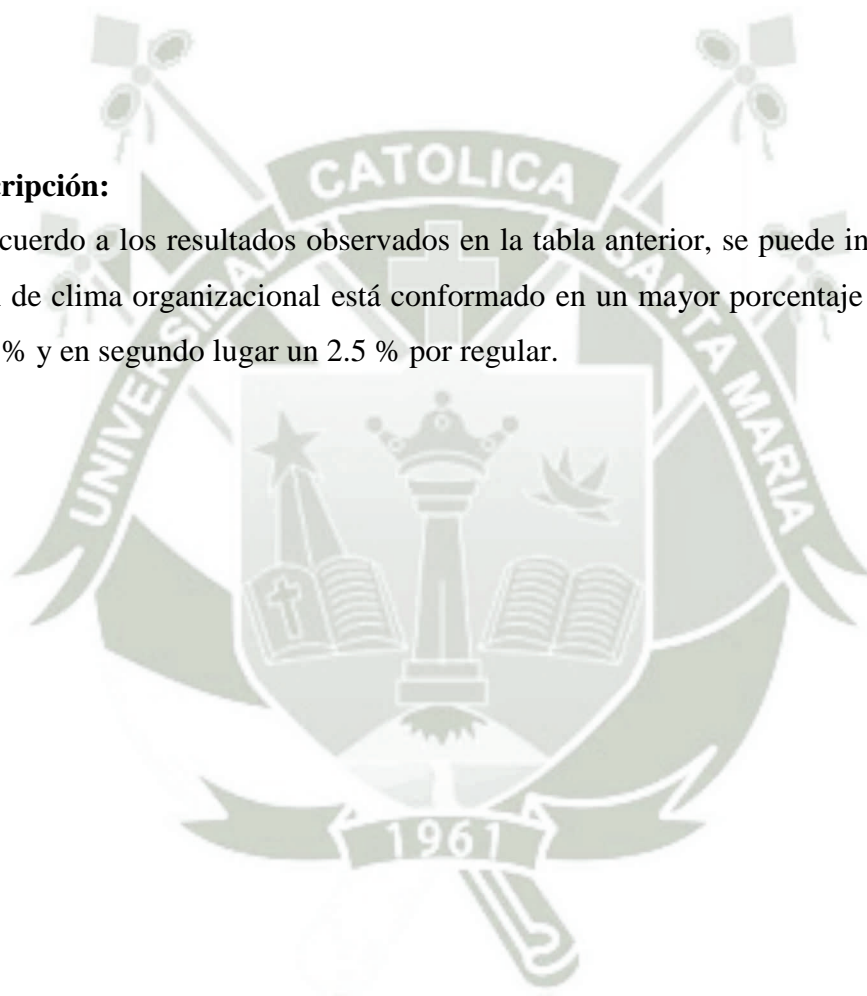 cripción:
cuerdo a los resultados observados en la tabla anterior, se puede in
de clima organizacional está conformado en un mayor porcentaje
% y en segundo lugar un 2.5 % por regular.
UNIVERSIDAD CATOLICA SANTA MARIA
1961